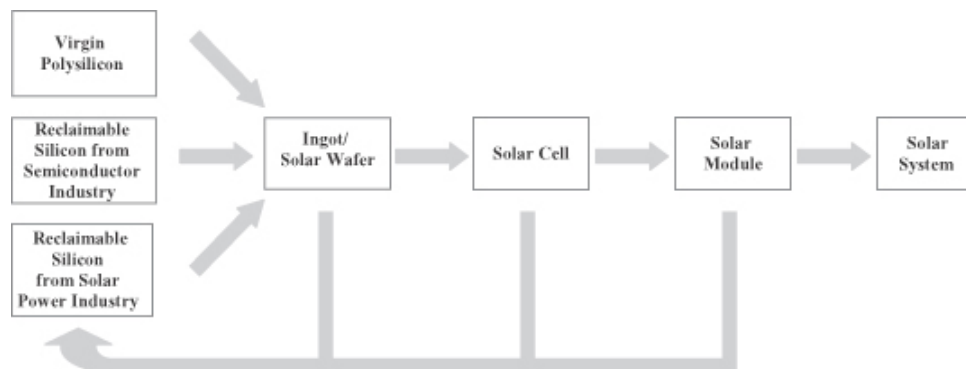 Virgin
Polysilicon
Reclaimable
Silicon from
Semiconductor
Industry
Reclaimable
Silicon
from Solar
Power Industry
Ingot/
Solar Wafer
Solar Cell
Solar
Module
Solar
System